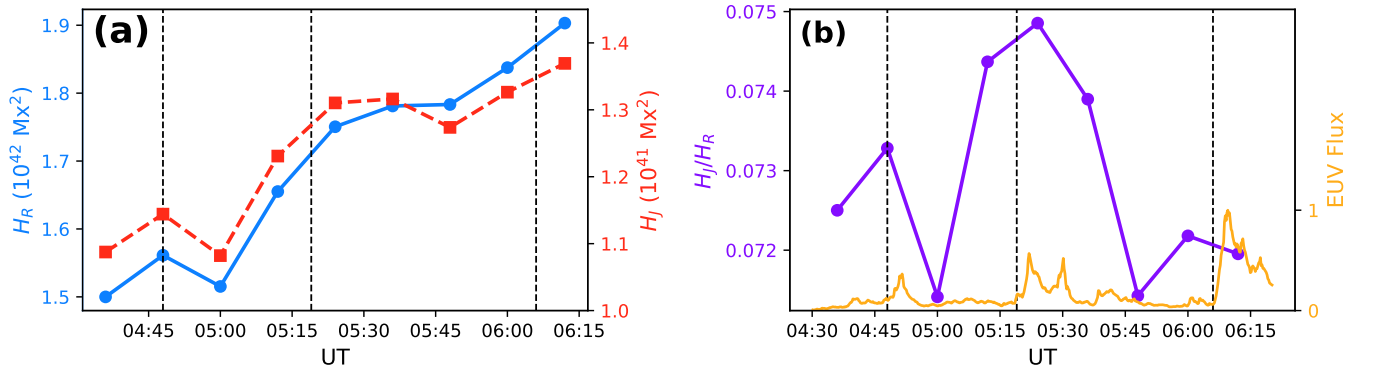 (a)
1.9
1.8
1.7
1.6
1.5
H_R (10^42 Mx^2)
1.4
1.3
1.2
1.1
1.0
H_J (10^41 Mx^2)
04:45 05:00 05:15 05:30 05:45 06:00 06:15
UT
(b)
0.075
0.074
0.073
0.072
H_J/H_R
1
0
EUV Flux
04:30 04:45 05:00 05:15 05:30 05:45 06:00 06:15
UT